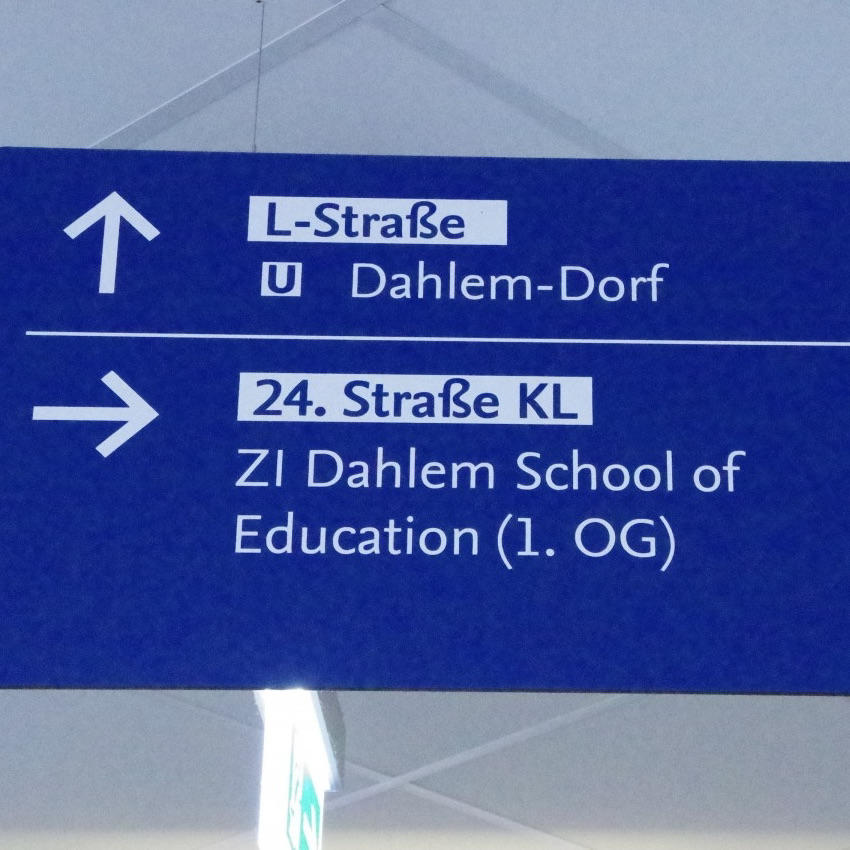 L-Straße
U Dahlem-Dorf
24. Straße KL
ZI Dahlem School of
Education (1. OG)